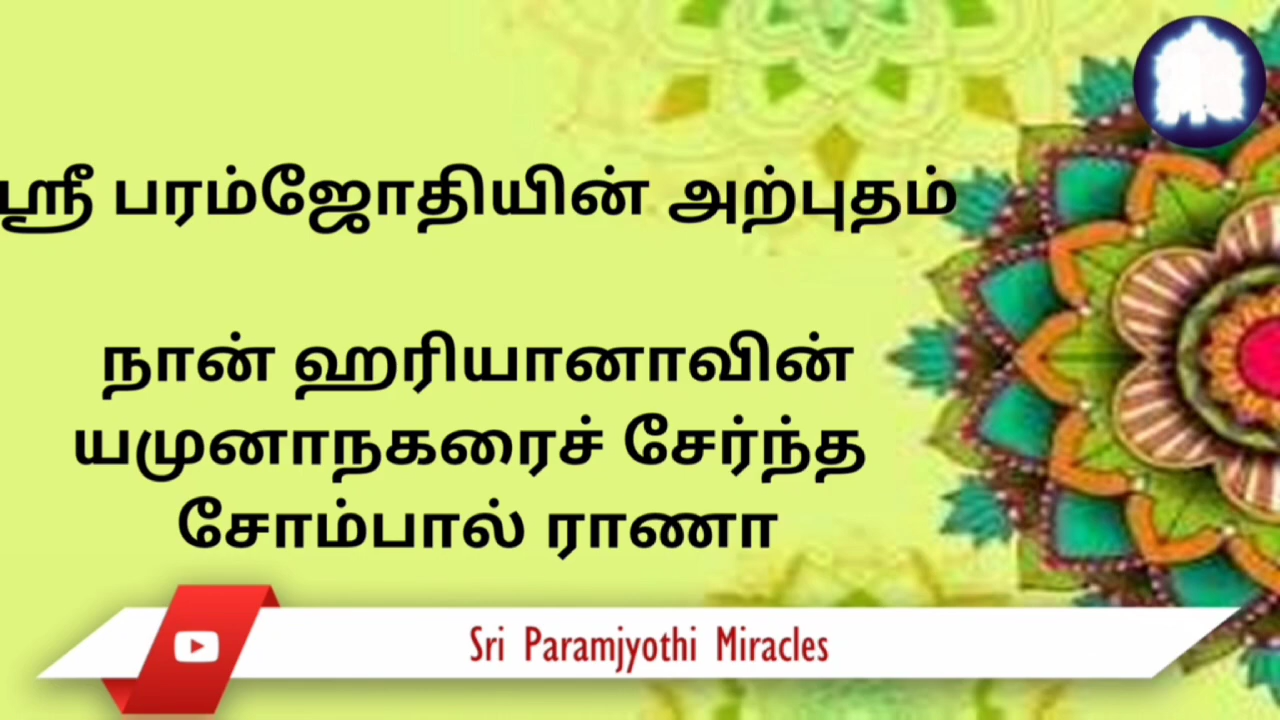 ஸ்ரீ பரம்ஜோதியின் அற்புதம்
நான் ஹரியானாவின்
யமுனாநகரைச் சேர்ந்த
சோம்பால் ராணா
Sri Paramjyothi Miracles